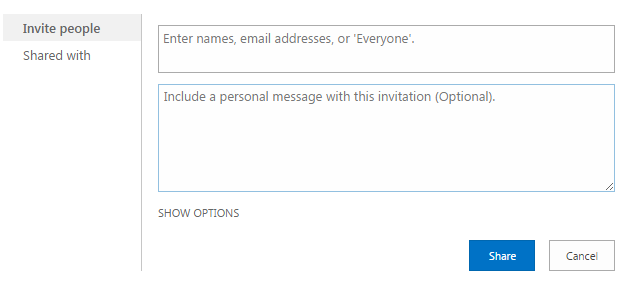 Invite people
Shared with
Enter names, email addresses, or 'Everyone'.
Include a personal message with this invitation (Optional).
SHOW OPTIONS
Share
Cancel